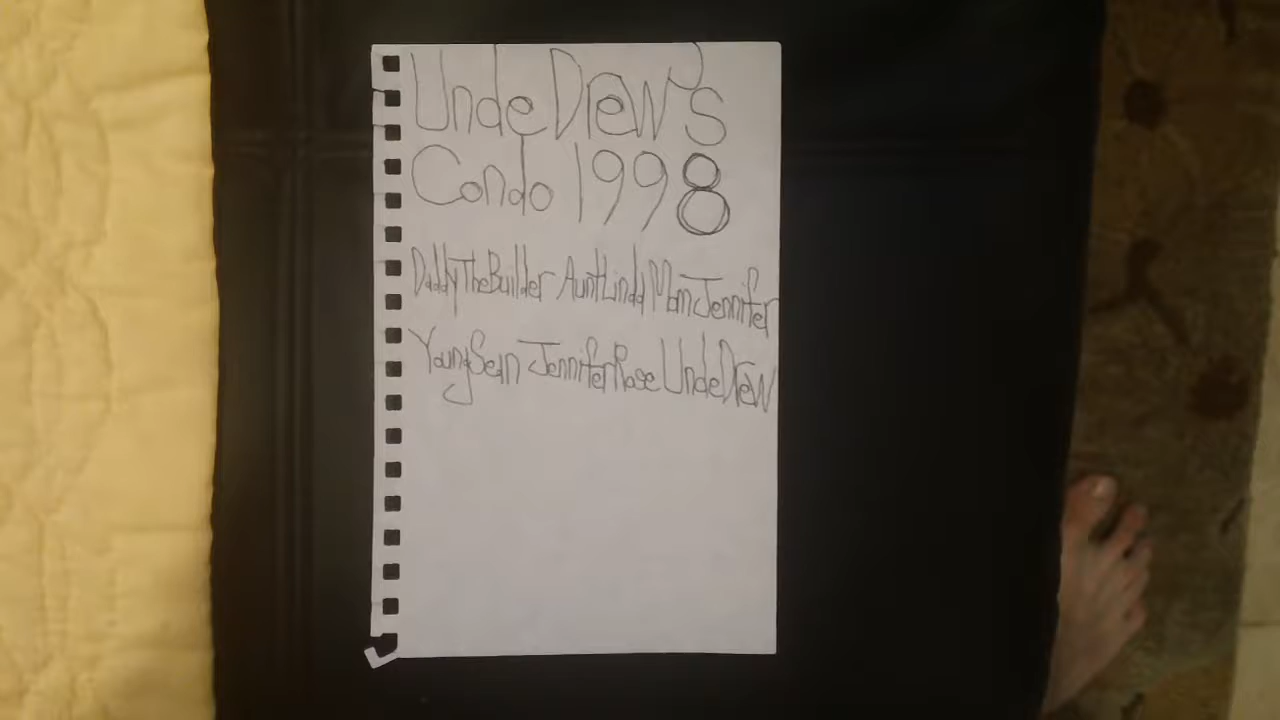 Uncle Drew's
Condo 1998
Daddy The Builder Aunt Linda Mom Jennifer
Young Sean Jennifer Rose Uncle Drew